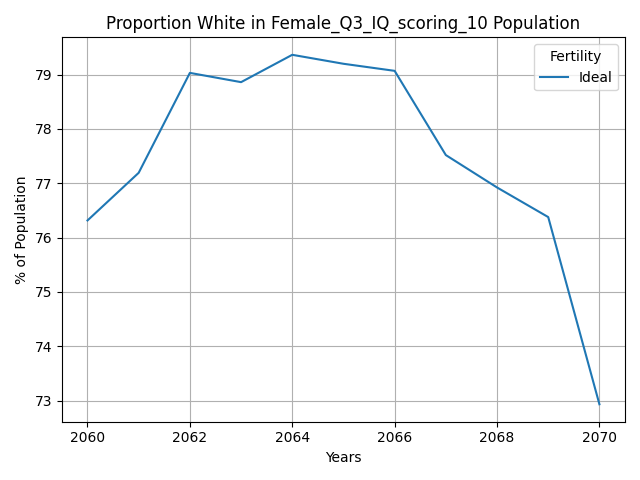 Proportion White in Female_Q3_IQ_scoring_10 Population
Fertility
Ideal
79
78
77
76
75
74
73
% of Population
2060 2062 2064 2066 2068 2070
Years